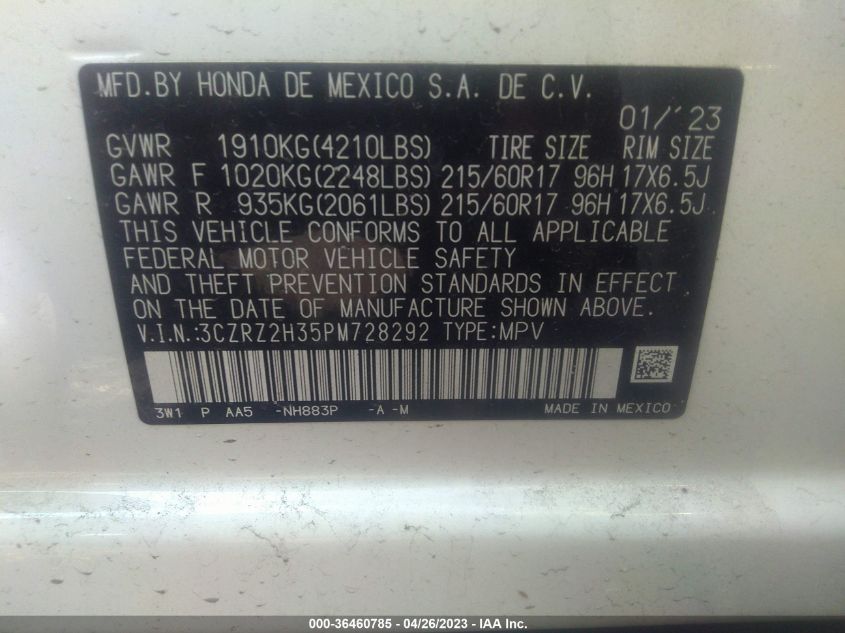 MFD.BY HONDA DE MEXICO S.A. DE C.V.
01/'23
GVWR 1910KG(4210LBS) TIRE SIZE RIM SIZE
GAWR F 1020KG(2248LBS) 215/60R17 96H 17X6.5J
GAWR R 935KG(2061LBS) 215/60R17 96H 17X6.5J
THIS VEHICLE CONFORMS TO ALL APPLICABLE
FEDERAL MOTOR VEHICLE SAFETY
AND THEFT PREVENTION STANDARDS IN EFFECT
ON THE DATE OF MANUFACTURE SHOWN ABOVE.
V.I.N.:3CZRZ2H35PM728292 TYPE:MPV
3W1 P AA5 -NH883P -A -M MADE IN MEXICO
000-36460785 - 04/26/2023 - IAA Inc.